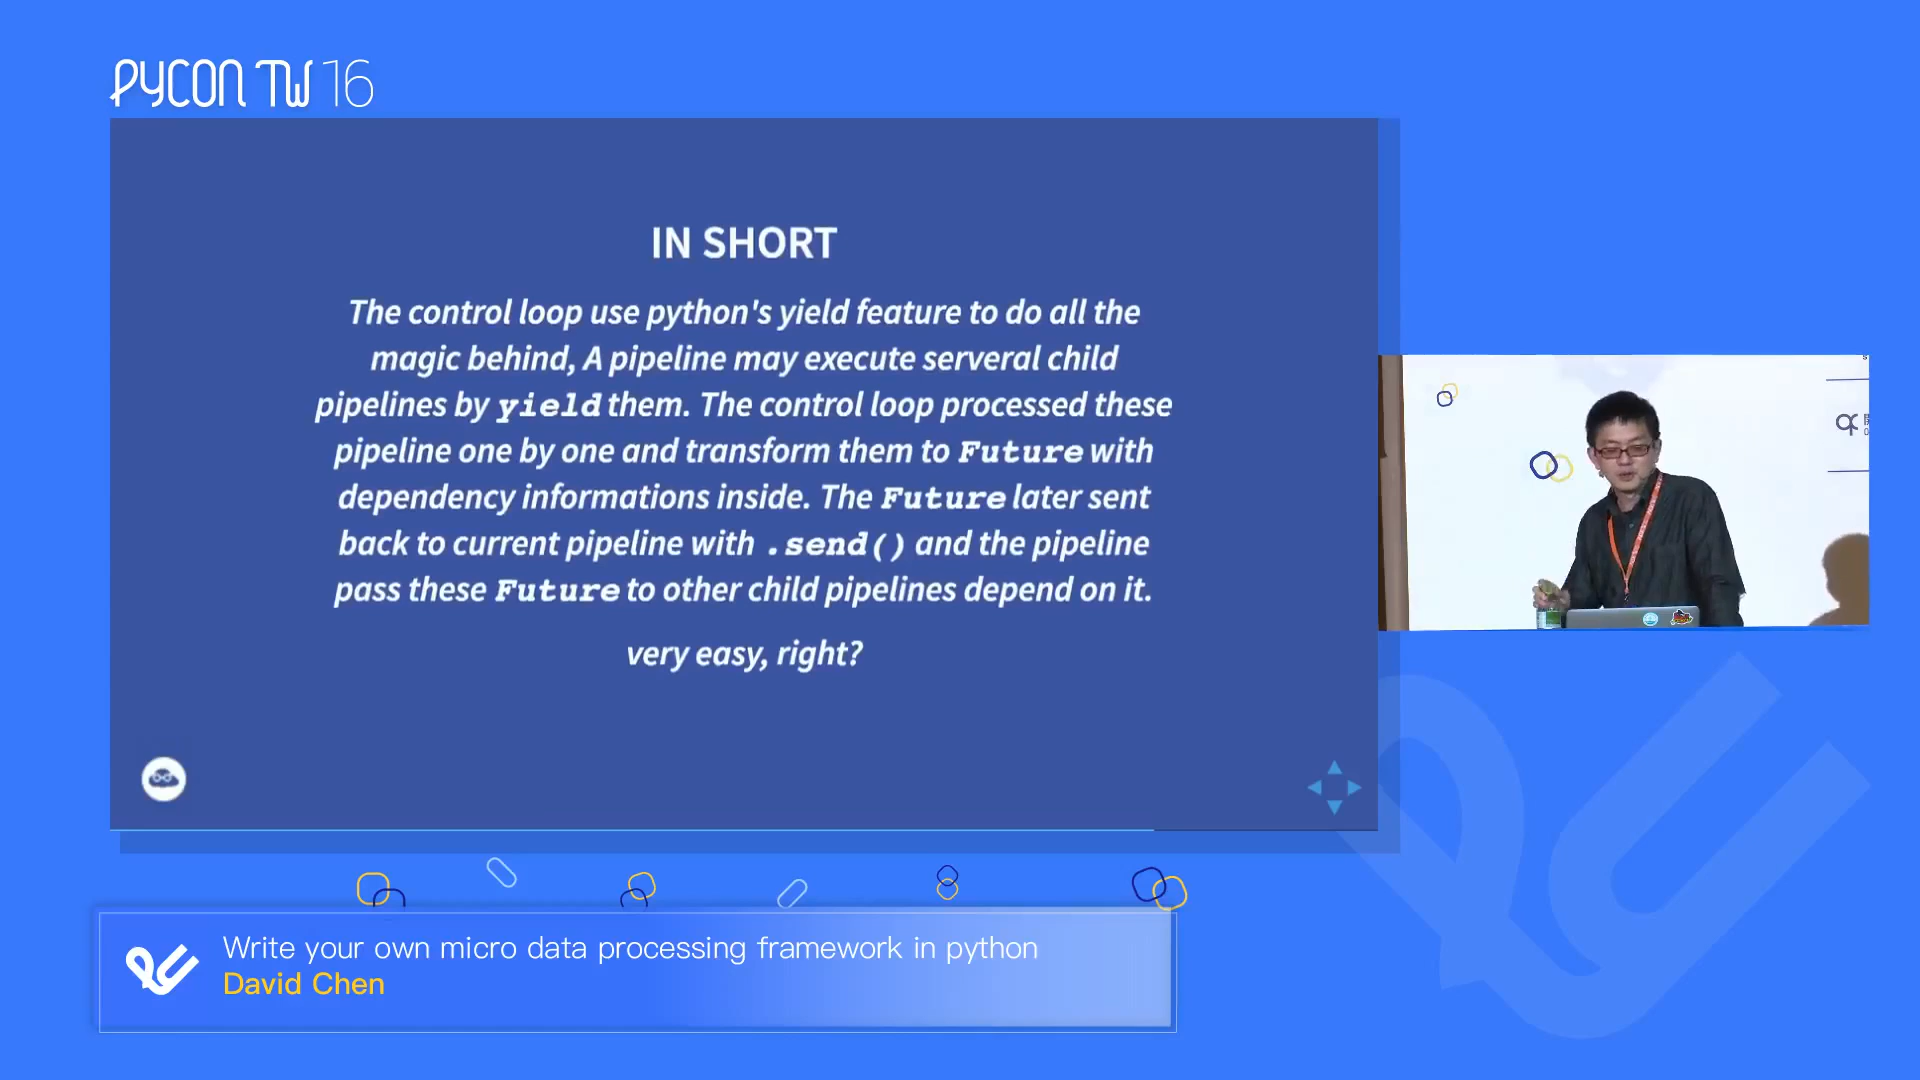 PYCON TW 16
IN SHORT
The control loop use python's yield feature to do all the
magic behind, A pipeline may execute serveral child
pipelines by yield them. The control loop processed these
pipeline one by one and transform them to Future with
dependency informations inside. The Future later sent
back to current pipeline with .send() and the pipeline
pass these Future to other child pipelines depend on it.
very easy, right?
Write your own micro data processing framework in python
David Chen